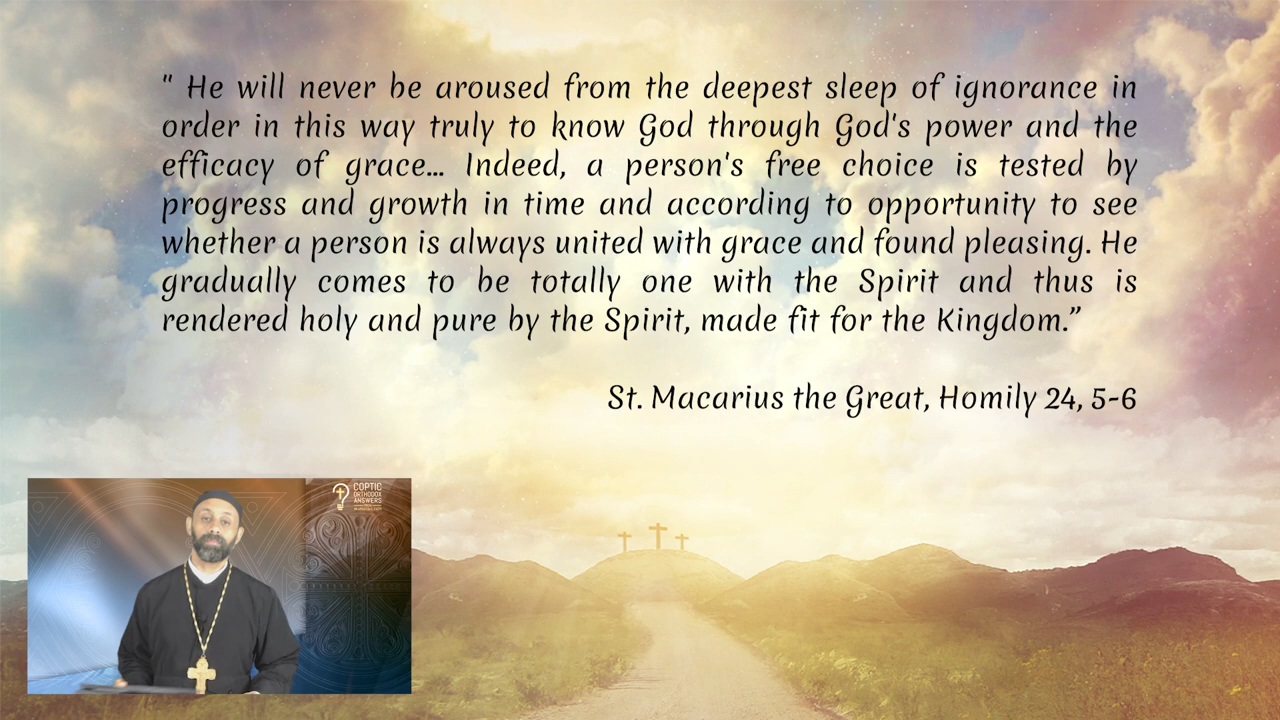 " He will never be aroused from the deepest sleep of ignorance in
order in this way truly to know God through God's power and the
efficacy of grace... Indeed, a person's free choice is tested by
progress and growth in time and according to opportunity to see
whether a person is always united with grace and found pleasing. He
gradually comes to be totally one with the Spirit and thus is
rendered holy and pure by the Spirit, made fit for the Kingdom.”
St. Macarius the Great, Homily 24, 5-6
COPTIC
ORTHODOX
ANSWERS